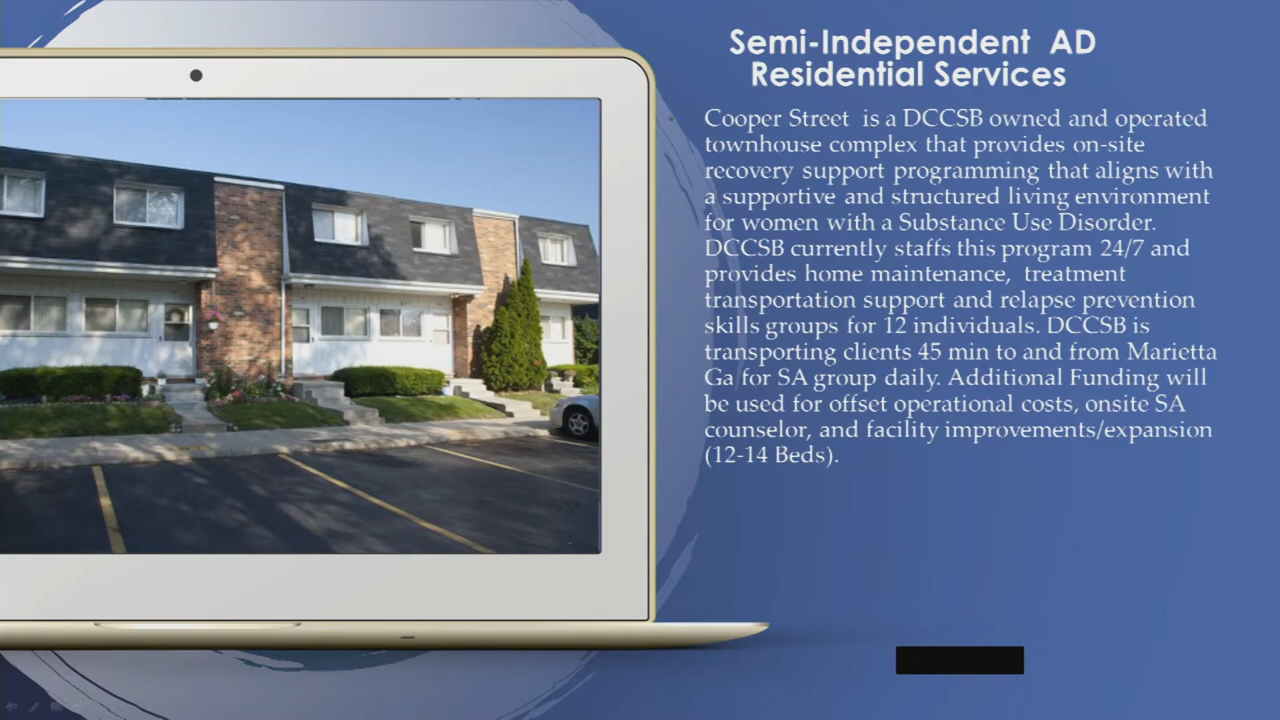 Semi-Independent AD
Residential Services
Cooper Street is a DCCSB owned and operated
townhouse complex that provides on-site
recovery support programming that aligns with
a supportive and structured living environment
for women with a Substance Use Disorder.
DCCSB currently staffs this program 24/7 and
provides home maintenance, treatment
transportation support and relapse prevention
skills groups for 12 individuals. DCCSB is
transporting clients 45 min to and from Marietta
Ga for SA group daily. Additional Funding will
be used for offset operational costs, onsite SA
counselor, and facility improvements/expansion
(12-14 Beds).